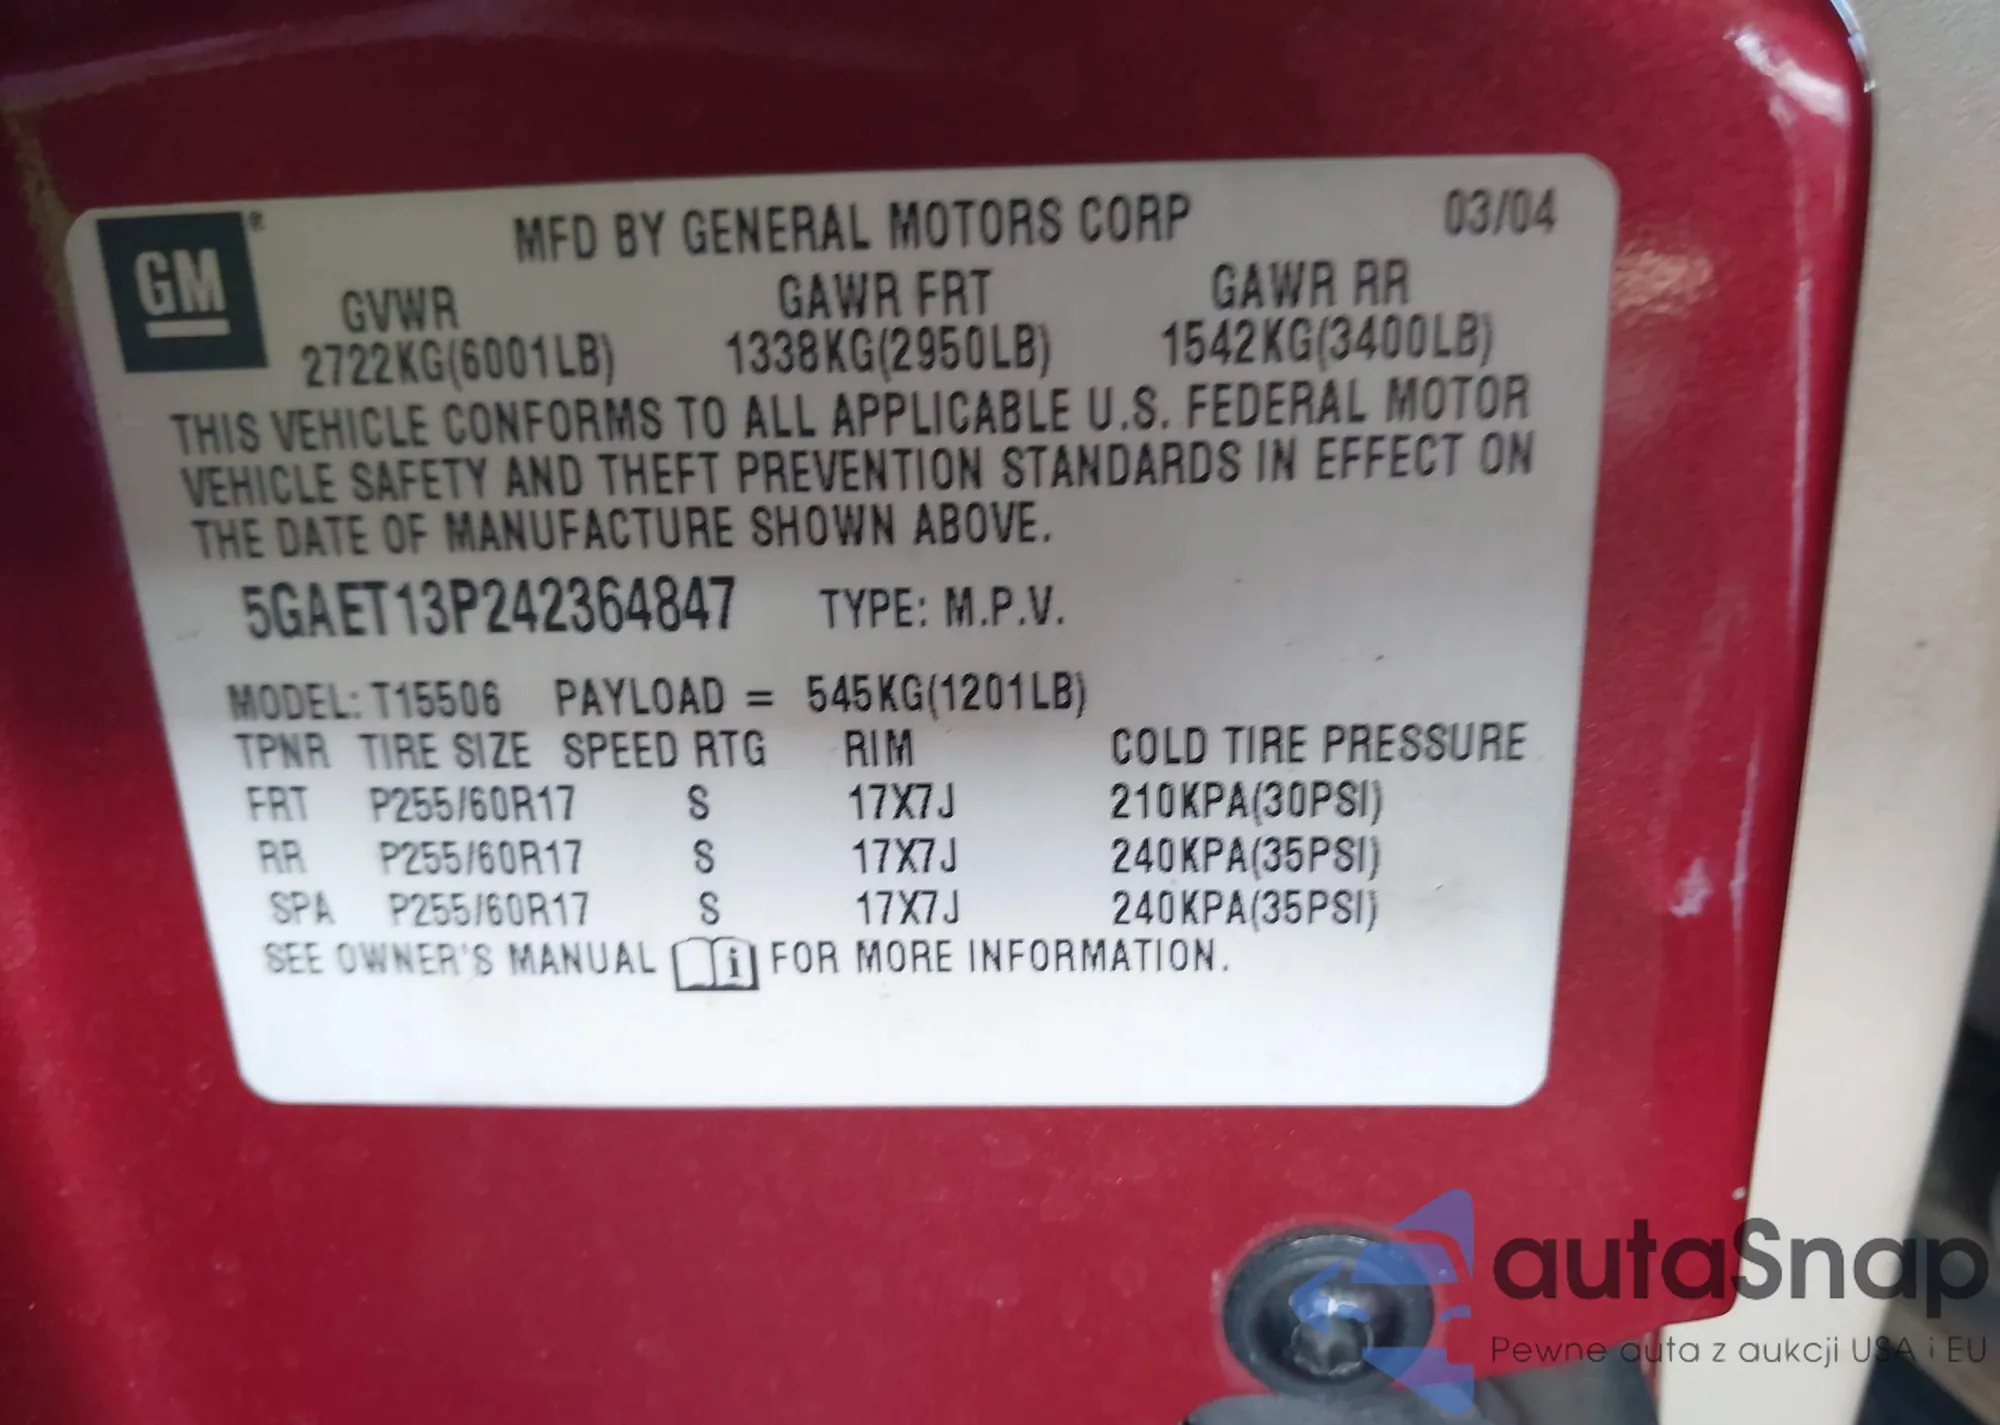 GM ®
MFD BY GENERAL MOTORS CORP 03/04
GVWR GAWR FRT GAWR RR
2722KG(6001LB) 1338KG(2950LB) 1542KG(3400LB)
THIS VEHICLE CONFORMS TO ALL APPLICABLE U.S. FEDERAL MOTOR
VEHICLE SAFETY AND THEFT PREVENTION STANDARDS IN EFFECT ON
THE DATE OF MANUFACTURE SHOWN ABOVE.
5GAET13P242364847 TYPE: M.P.V.
MODEL: T15506 PAYLOAD = 545KG(1201LB)
TPNR TIRE SIZE SPEED RTG RIM COLD TIRE PRESSURE
FRT P255/60R17 S 17X7J 210KPA(30PSI)
RR P255/60R17 S 17X7J 240KPA(35PSI)
SPA P255/60R17 S 17X7J 240KPA(35PSI)
SEE OWNER'S MANUAL i FOR MORE INFORMATION.
autaSnap
Pewne auta z aukcji USA i EU